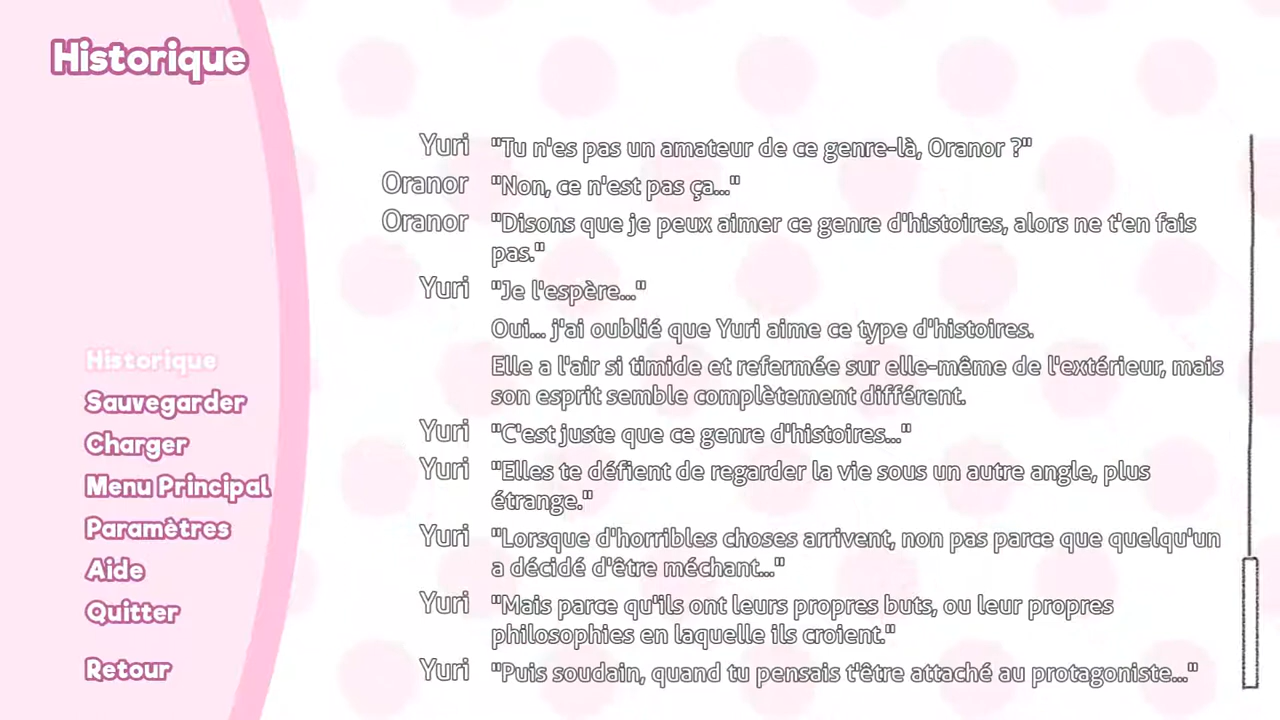 Historique
Yuri "Tu n'es pas un amateur de ce genre-là, Oranor ?"
Oranor "Non, ce n'est pas ça..."
Oranor "Disons que je peux aimer ce genre d'histoires, alors ne t'en fais
pas."
Yuri "Je l'espère..."
Oui... j'ai oublié que Yuri aime ce type d'histoires.
Elle a l'air si timide et refermée sur elle-même de l'extérieur, mais
son esprit semble complètement différent.
Yuri "C'est juste que ce genre d'histoires..."
Yuri "Elles te défient de regarder la vie sous un autre angle, plus
étrange."
Yuri "Lorsque d'horribles choses arrivent, non pas parce que quelqu'un
a décidé d'être méchant..."
Yuri "Mais parce qu'ils ont leurs propres buts, ou leur propres
philosophies en laquelle ils croient."
Yuri "Puis soudain, quand tu pensais t'être attaché au protagoniste..."
Historique
Sauvegarder
Charger
Menu Principal
Paramètres
Aide
Quitter
Retour